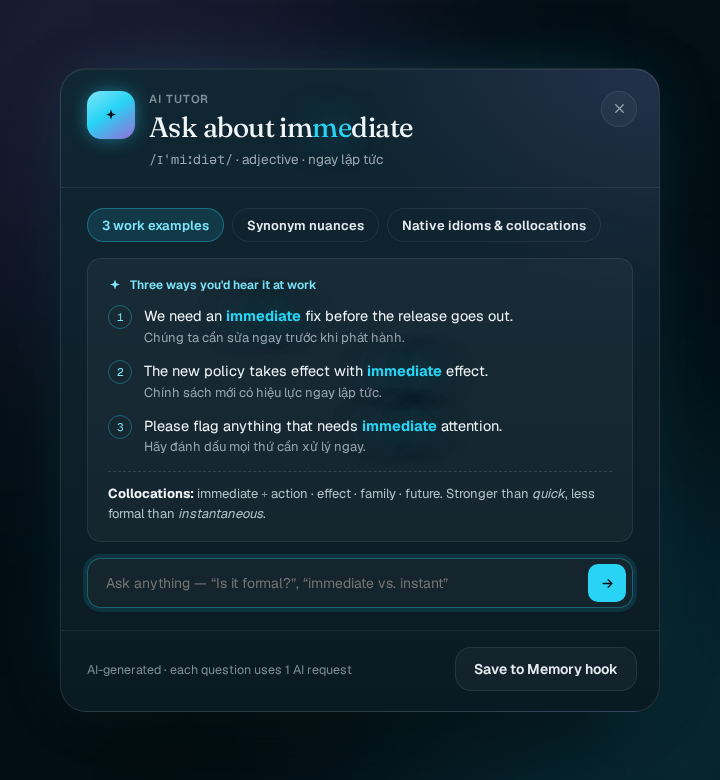 AI TUTOR
Ask about immediate
/ɪˈmiːdiət/ · adjective · ngay lập tức
3 work examples
Synonym nuances
Native idioms & collocations
Three ways you'd hear it at work
1 We need an immediate fix before the release goes out.
Chúng ta cần sửa ngay trước khi phát hành.
2 The new policy takes effect with immediate effect.
Chính sách mới có hiệu lực ngay lập tức.
3 Please flag anything that needs immediate attention.
Hãy đánh dấu mọi thứ cần xử lý ngay.
Collocations: immediate + action · effect · family · future. Stronger than quick, less
formal than instantaneous.
Ask anything — “Is it formal?”, “immediate vs. instant”
AI-generated · each question uses 1 AI request
Save to Memory hook